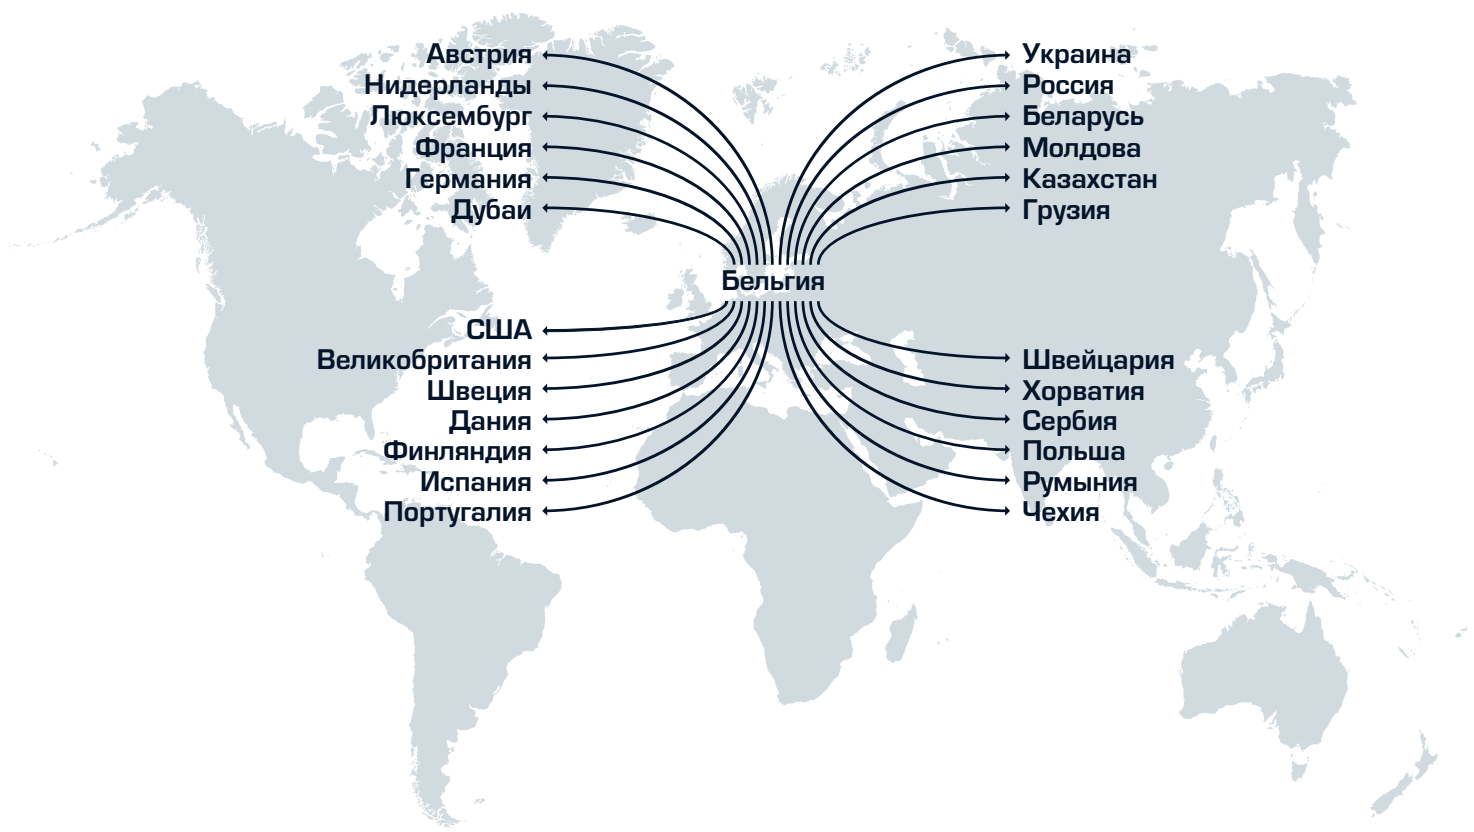 Австрия
Нидерланды
Люксембург
Франция
Германия
Дубаи
Украина
Россия
Беларусь
Молдова
Казахстан
Грузия
Бельгия
США
Великобритания
Швеция
Дания
Финляндия
Испания
Португалия
Швейцария
Хорватия
Сербия
Польша
Румыния
Чехия